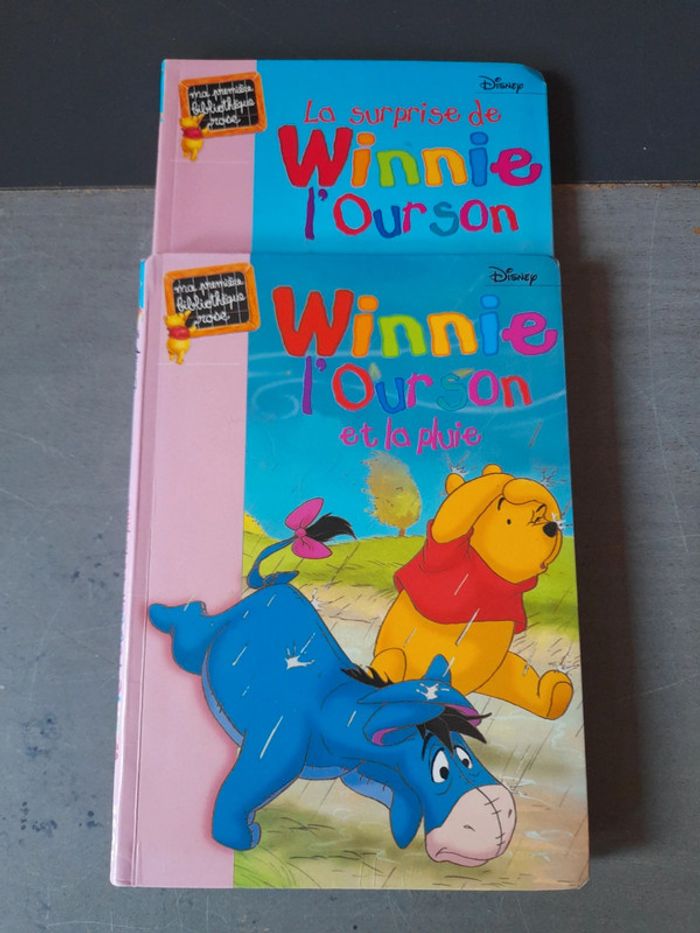 ma première
bibliothèque
rose
Disney
La surprise de
Winnie
l'Ourson
ma première
bibliothèque
rose
Disney
Winnie
l'Ourson
et la pluie